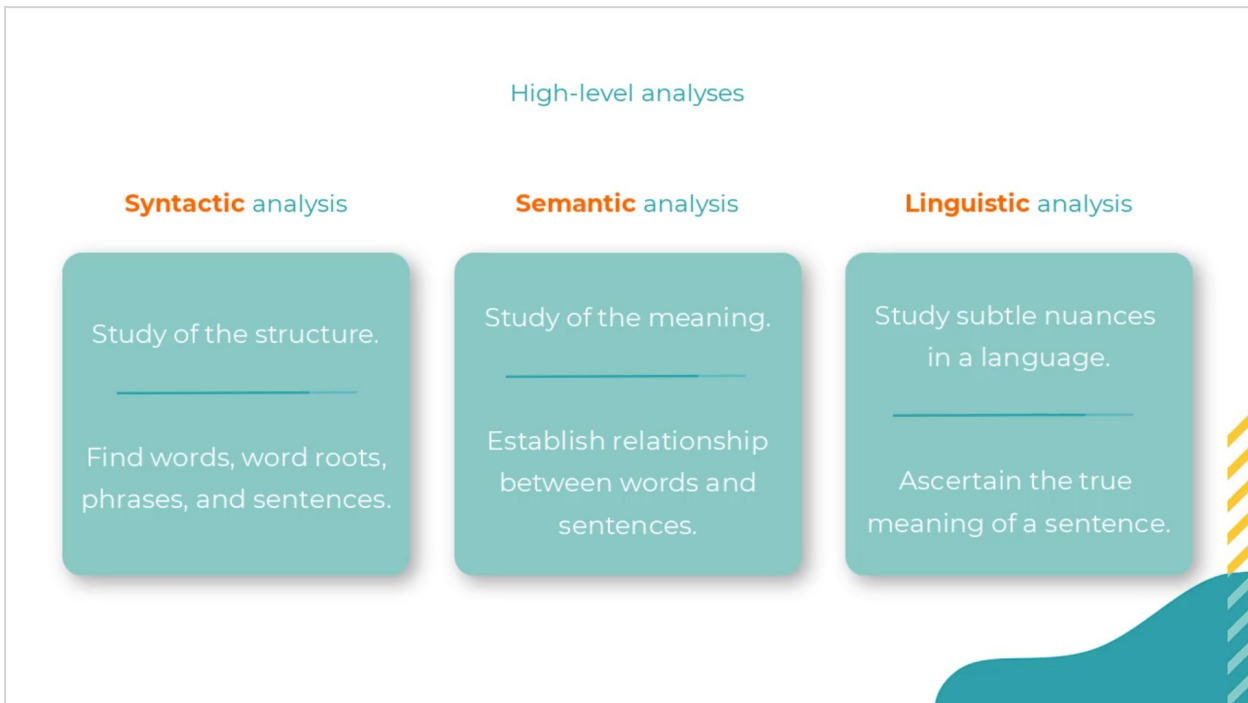 High-level analyses
Syntactic analysis
Study of the structure.
Find words, word roots,
phrases, and sentences.
Semantic analysis
Study of the meaning.
Establish relationship
between words and
sentences.
Linguistic analysis
Study subtle nuances
in a language.
Ascertain the true
meaning of a sentence.